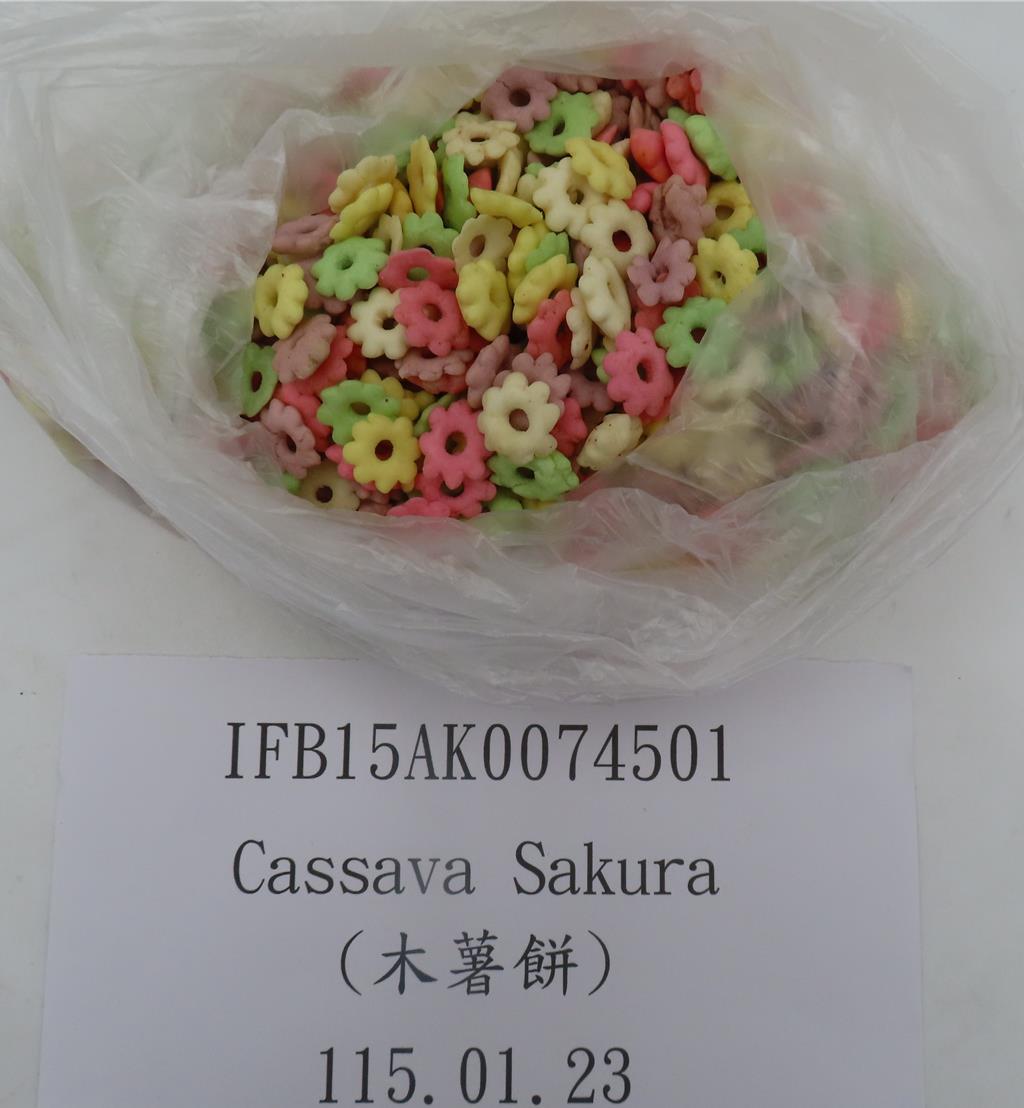 IFB15AK0074501
Cassava Sakura
(木薯餅)
115.01.23